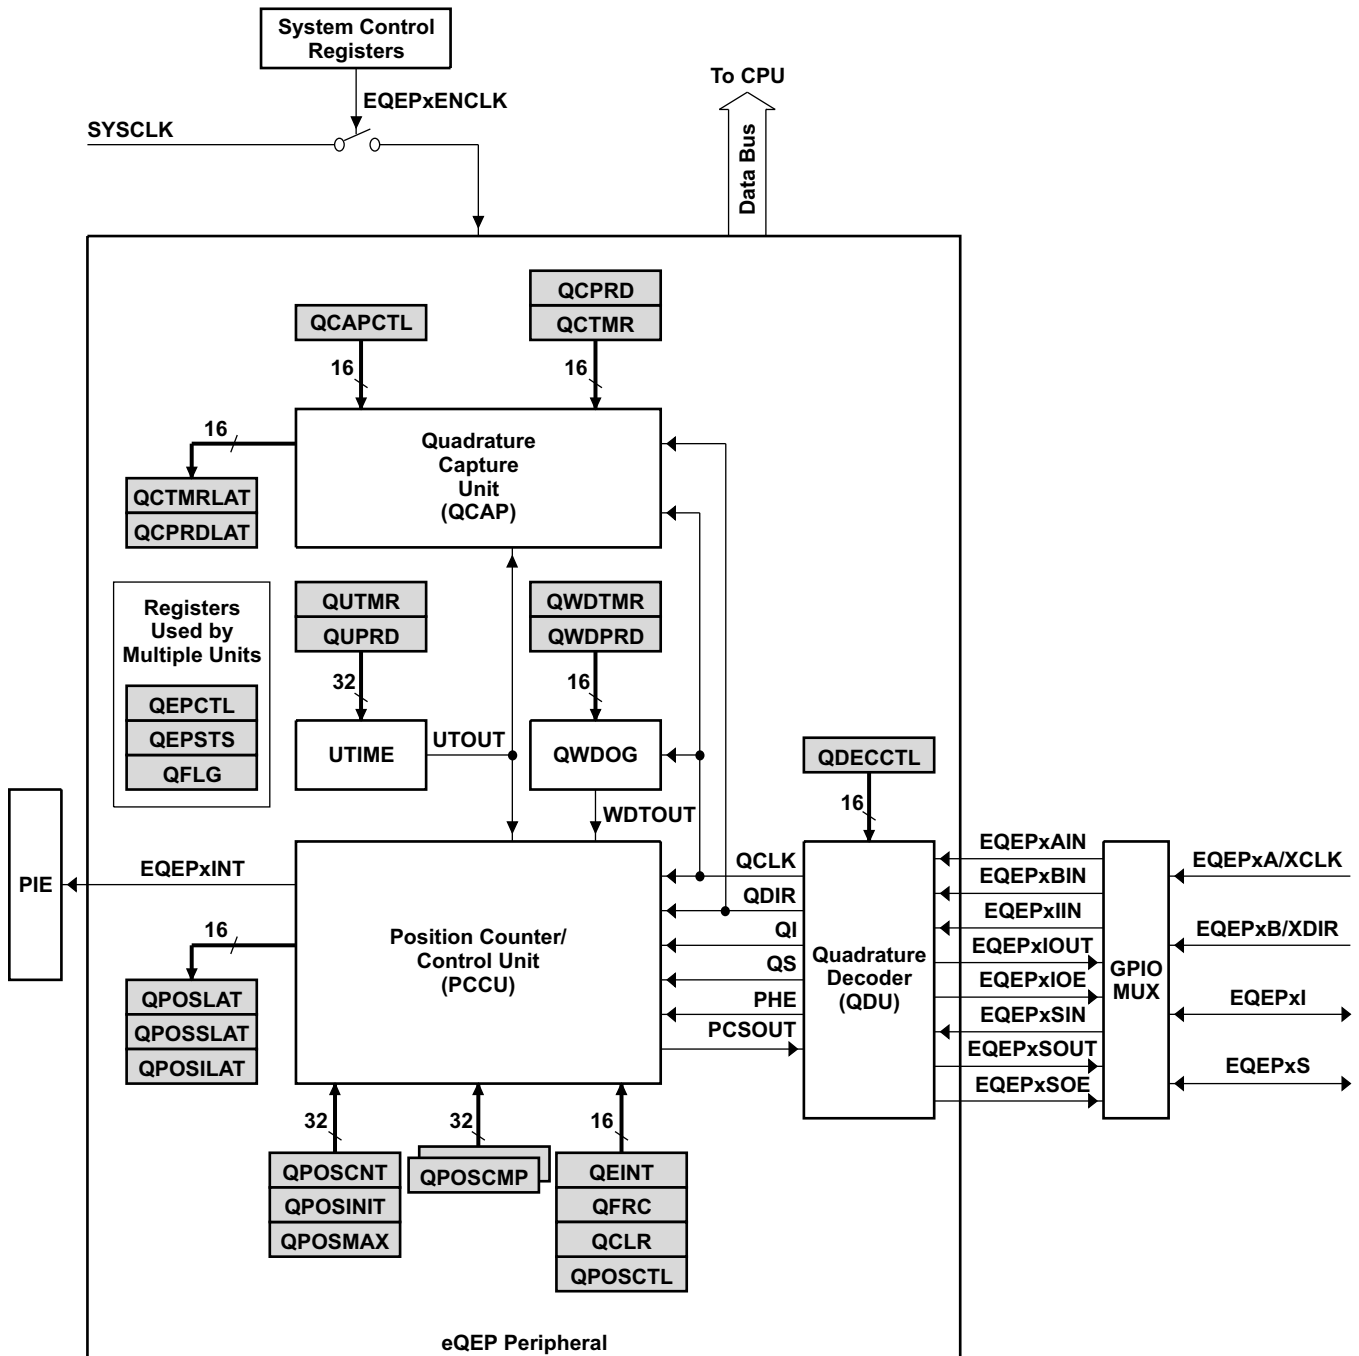 System Control
Registers
To CPU
EQEPxENCLK
SYSCLK
Data Bus
QCPRD
QCAPCTL
QCTMR
16
16
16
Quadrature
Capture
Unit
(QCAP)
QCTMRLAT
QCPRDLAT
Registers
Used by
Multiple Units
QEPCTL
QEPSTS
QFLG
QUTMR
QUPRD
QWDTMR
QWDPRD
32
16
UTIME
UTOUT
QWDOG
QDECCTL
WDTOUT
16
PIE
EQEPxINT
16
QPOSLAT
QPOSSLAT
QPOSILAT
Position Counter/
Control Unit
(PCCU)
QCLK
QDIR
QI
QS
PHE
PCSOUT
Quadrature
Decoder
(QDU)
EQEPxAIN
EQEPxBIN
EQEPxIIN
EQEPxIOUT
EQEPxIOE
EQEPxSIN
EQEPxSOUT
EQEPxSOE
GPIO
MUX
EQEPxA/XCLK
EQEPxB/XDIR
EQEPxI
EQEPxS
32
32
16
QPOSCNT
QPOSINIT
QPOSMAX
QPOSCMP
QEINT
QFRC
QCLR
QPOSCTL
eQEP Peripheral